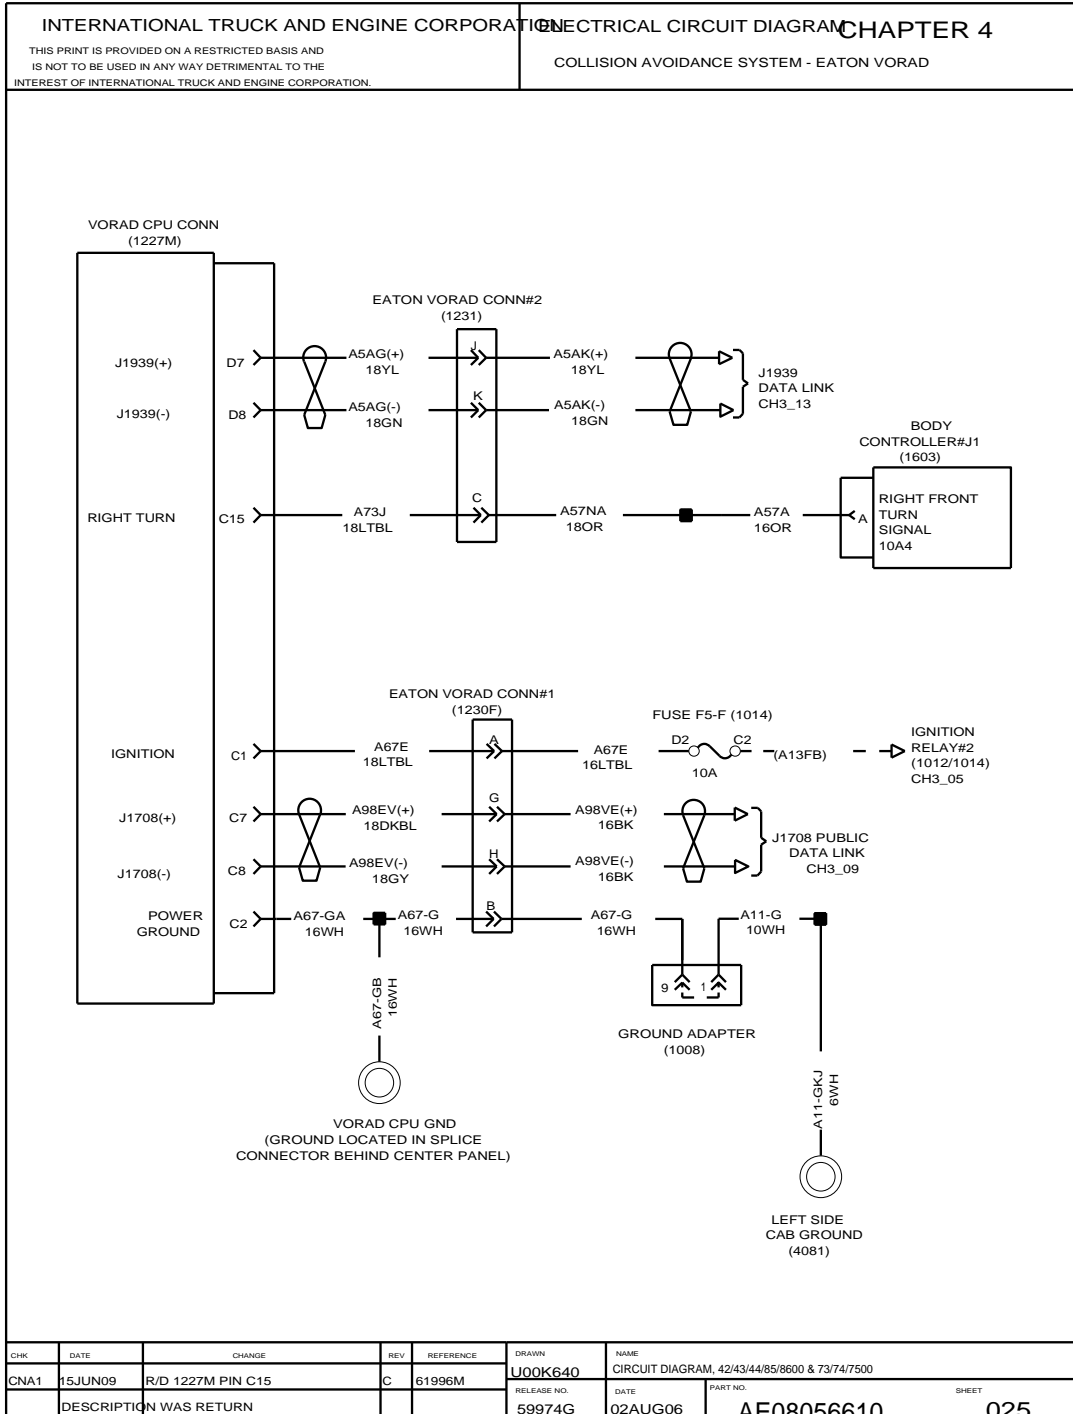 INTERNATIONAL TRUCK AND ENGINE CORPORATION
THIS PRINT IS PROVIDED ON A RESTRICTED BASIS AND
IS NOT TO BE USED IN ANY WAY DETRIMENTAL TO THE
INTEREST OF INTERNATIONAL TRUCK AND ENGINE CORPORATION.
ELECTRICAL CIRCUIT DIAGRAM
CHAPTER 4
COLLISION AVOIDANCE SYSTEM - EATON VORAD
VORAD CPU CONN
(1227M)
EATON VORAD CONN#2
(1231)
J1939(+)
D7
A5AG(+)
18YL
J
A5AK(+)
18YL
J1939(-)
D8
A5AG(-)
18GN
K
A5AK(-)
18GN
J1939
DATA LINK
CH3_13
BODY
CONTROLLER#J1
(1603)
RIGHT TURN
C15
A73J
18LTBL
C
A57NA
18OR
A57A
16OR
A
RIGHT FRONT
TURN
SIGNAL
10A4
EATON VORAD CONN#1
(1230F)
FUSE F5-F (1014)
IGNITION
C1
A67E
18LTBL
A
A67E
16LTBL
D2
C2
10A
(A13FB)
IGNITION
RELAY#2
(1012/1014)
CH3_05
J1708(+)
C7
A98EV(+)
18DKBL
G
A98VE(+)
16BK
J1708(-)
C8
A98EV(-)
18GY
H
A98VE(-)
16BK
J1708 PUBLIC
DATA LINK
CH3_09
POWER
GROUND
C2
A67-GA
16WH
A67-G
16WH
B
A67-G
16WH
A11-G
10WH
A67-GB
16WH
9
1
GROUND ADAPTER
(1008)
A11-GKJ
6WH
VORAD CPU GND
(GROUND LOCATED IN SPLICE
CONNECTOR BEHIND CENTER PANEL)
LEFT SIDE
CAB GROUND
(4081)
CHK DATE CHANGE REV REFERENCE
CNA1 15JUN09 R/D 1227M PIN C15 C 61996M
DESCRIPTION WAS RETURN
DRAWN
U00K640
NAME
CIRCUIT DIAGRAM, 42/43/44/85/8600 & 73/74/7500
RELEASE NO.
59974G
DATE
02AUG06
PART NO.
AF08056610
SHEET
025